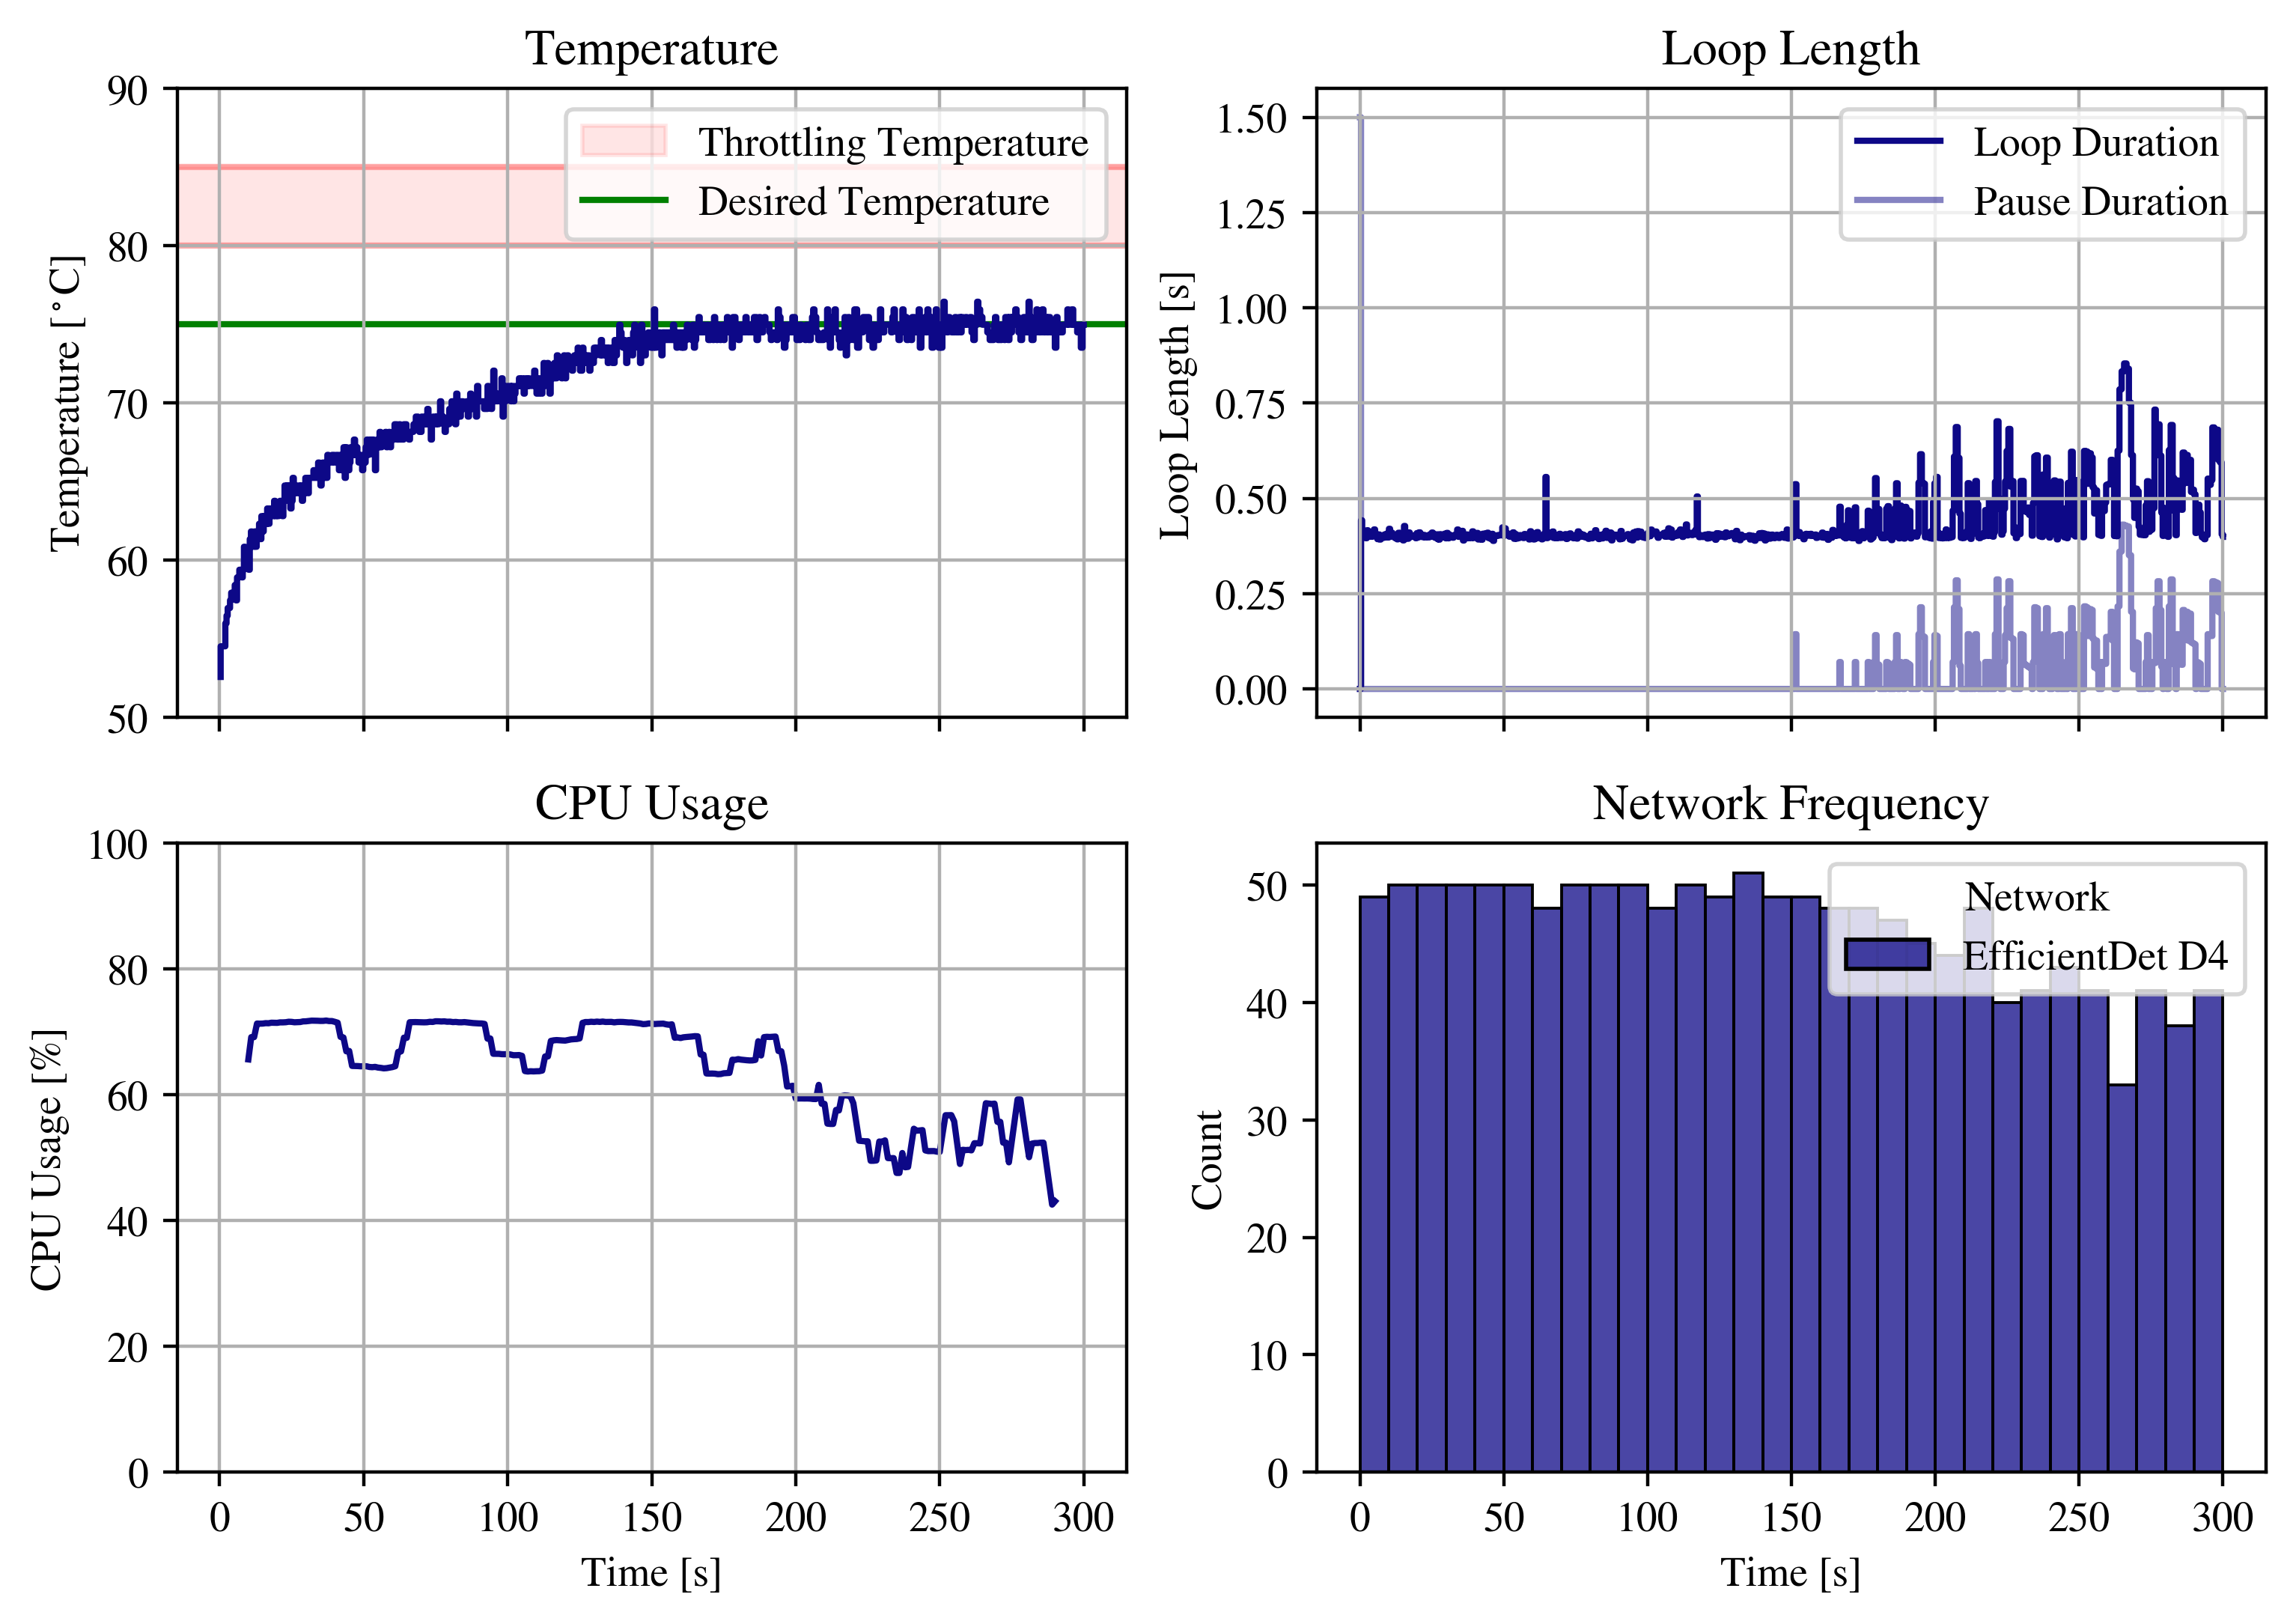 Temperature
90
80
70
60
50
Temperature [°C]
Throttling Temperature
Desired Temperature
Loop Length
1.50
1.25
1.00
0.75
0.50
0.25
0.00
Loop Length [s]
Loop Duration
Pause Duration
CPU Usage
100
80
60
40
20
0
CPU Usage [%]
0 50 100 150 200 250 300
Time [s]
Network Frequency
50
40
30
20
10
0
Count
Network
EfficientDet D4
0 50 100 150 200 250 300
Time [s]